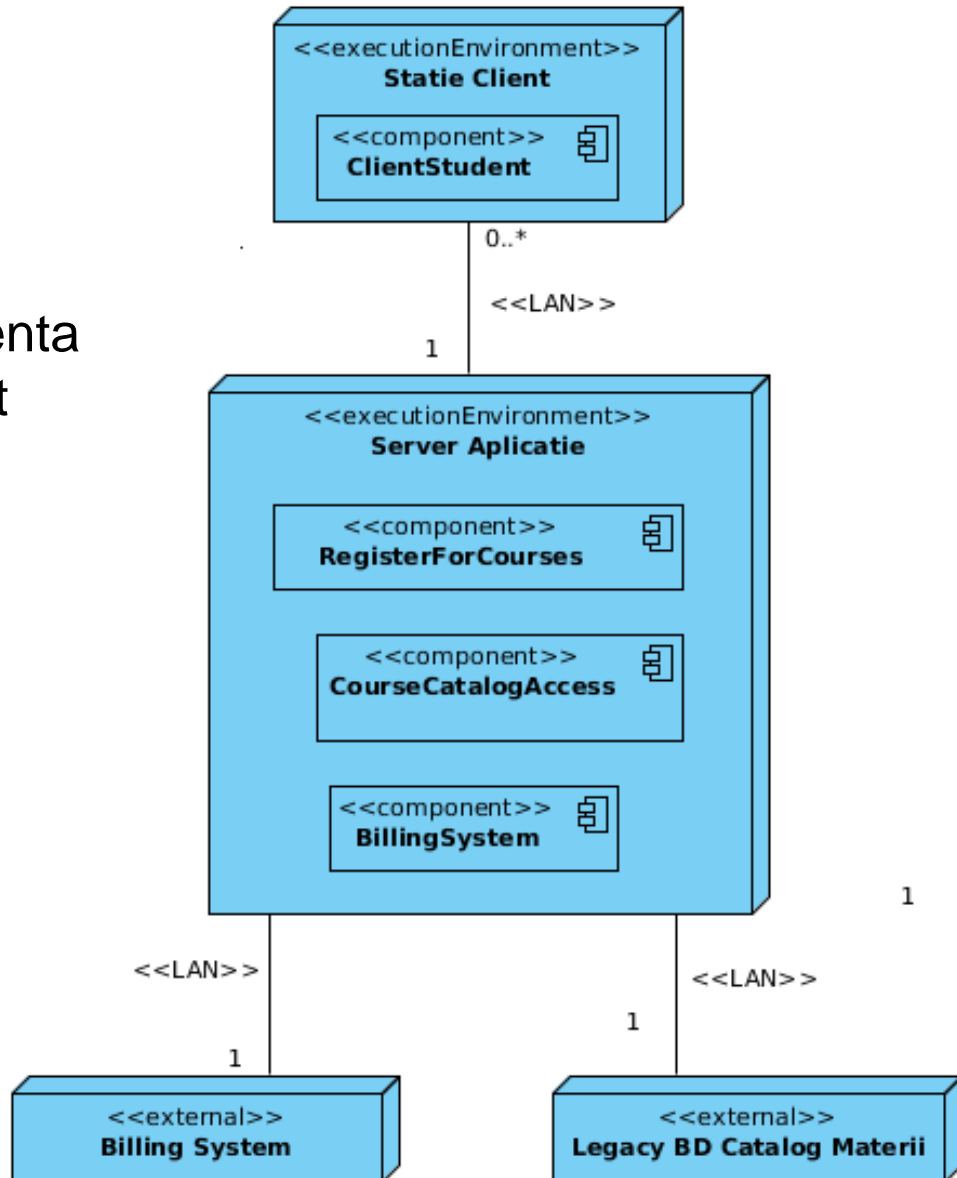 <<executionEnvironment>>
Statie Client
<<component>>
ClientStudent
0..*
<<LAN>>
1
enta
t
<<executionEnvironment>>
Server Aplicatie
<<component>>
RegisterForCourses
<<component>>
CourseCatalogAccess
<<component>>
BillingSystem
1
<<LAN>>
<<LAN>>
1
1
<<external>>
Billing System
<<external>>
Legacy BD Catalog Materii